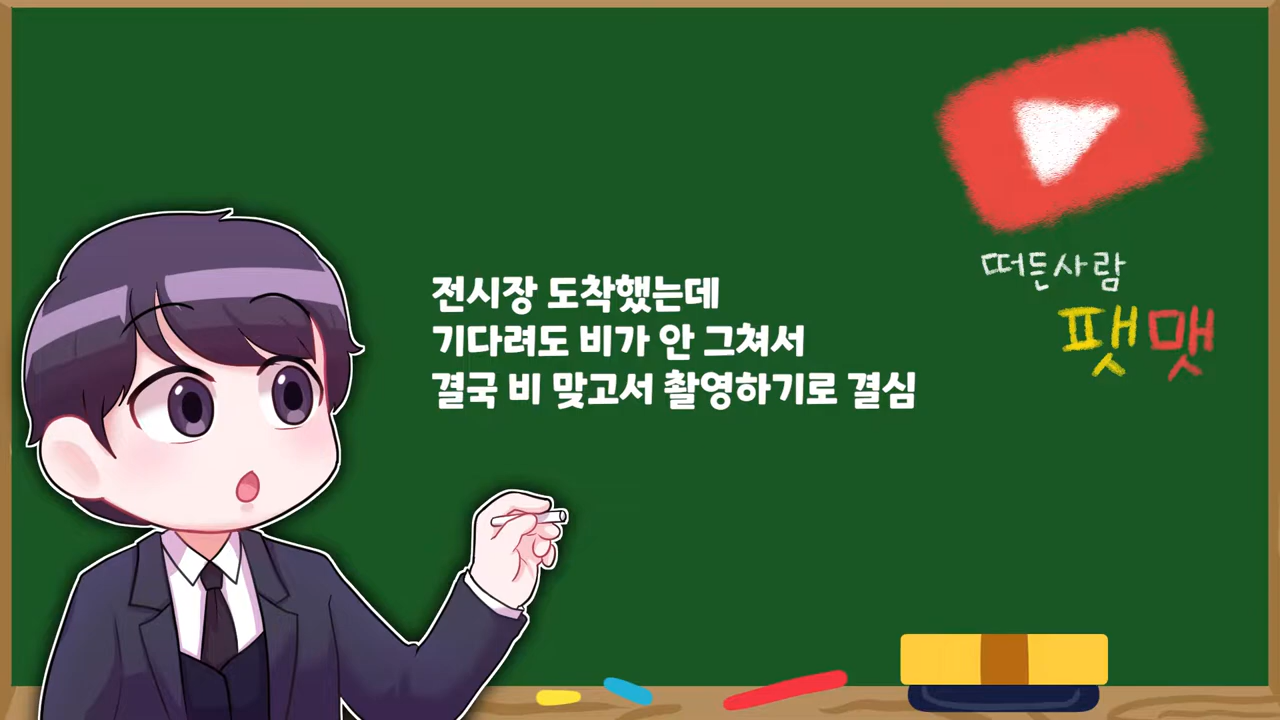 떠든사람
팻맷
전시장 도착했는데
기다려도 비가 안 그쳐서
결국 비 맞고서 촬영하기로 결심